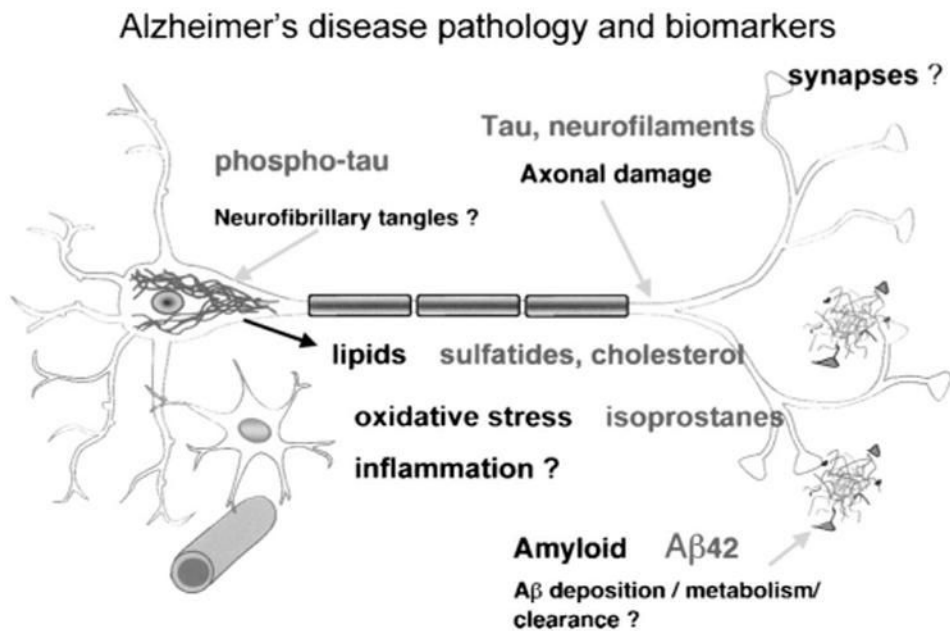 Alzheimer's disease pathology and biomarkers
synapses ?
Tau, neurofilaments
phospho-tau
Axonal damage
Neurofibrillary tangles ?
lipids sulfatides, cholesterol
oxidative stress isoprostanes
inflammation ?
Amyloid Aβ42
Aβ deposition / metabolism/
clearance ?